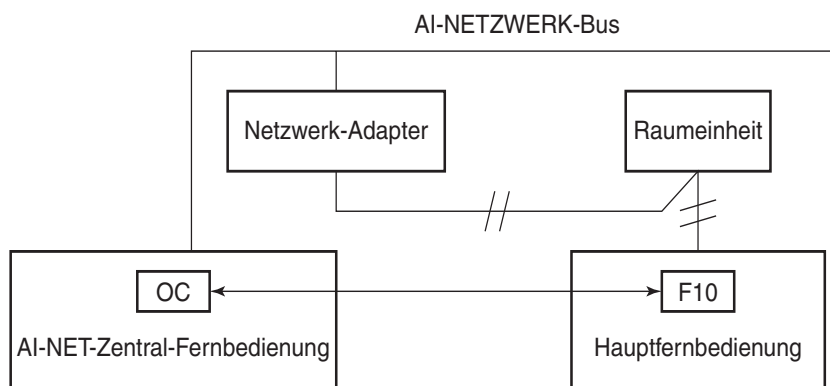 AI-NETZWERK-Bus
Netzwerk-Adapter
Raumeinheit
OC
F10
AI-NET-Zentral-Fernbedienung
Hauptfernbedienung